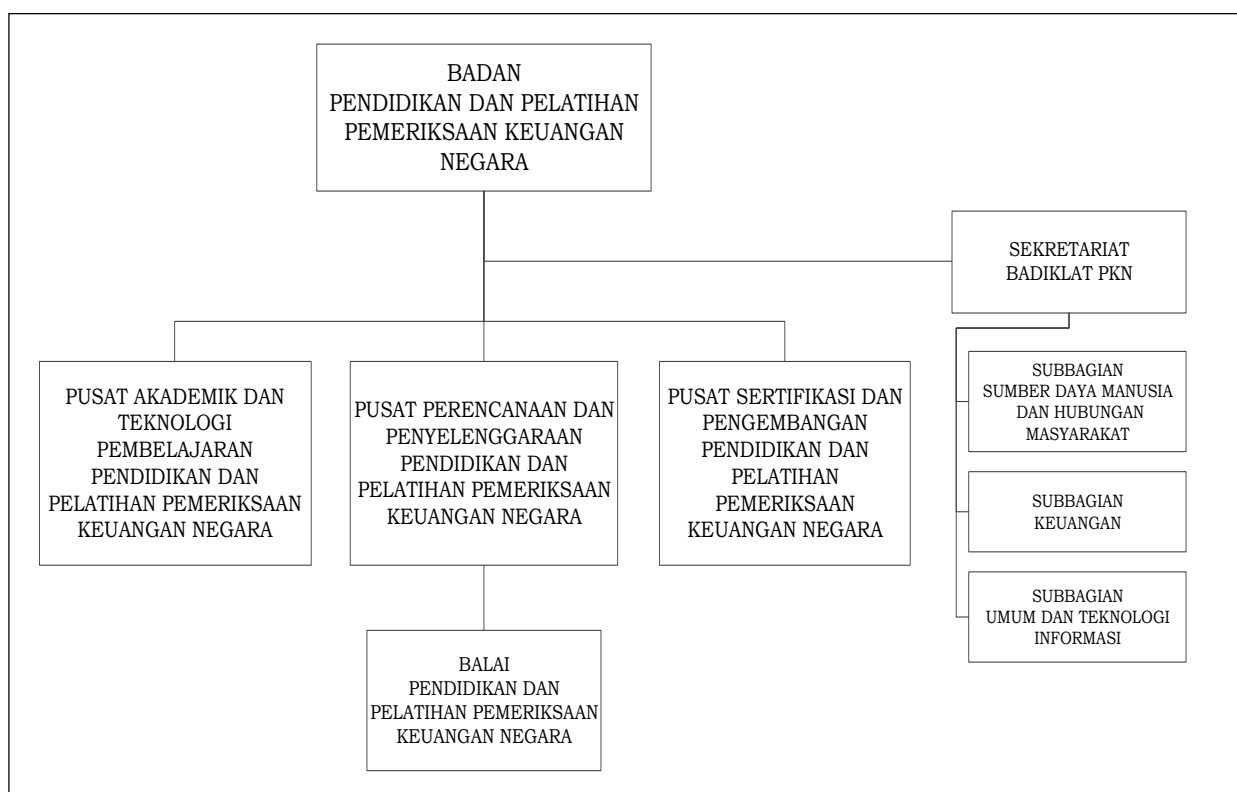 BADAN
PENDIDIKAN DAN PELATIHAN
PEMERIKSAAN KEUANGAN
NEGARA
SEKRETARIAT
BADIKLAT PKN
PUSAT AKADEMIK DAN
TEKNOLOGI
PEMBELAJARAN
PENDIDIKAN DAN
PELATIHAN PEMERIKSAAN
KEUANGAN NEGARA
PUSAT PERENCANAAN DAN
PENYELENGGARAAN
PENDIDIKAN DAN
PELATIHAN PEMERIKSAAN
KEUANGAN NEGARA
PUSAT SERTIFIKASI DAN
PENGEMBANGAN
PENDIDIKAN DAN
PELATIHAN
PEMERIKSAAN
KEUANGAN NEGARA
SUBBAGIAN
SUMBER DAYA MANUSIA
DAN HUBUNGAN
MASYARAKAT
SUBBAGIAN
KEUANGAN
SUBBAGIAN
UMUM DAN TEKNOLOGI
INFORMASI
BALAI
PENDIDIKAN DAN
PELATIHAN PEMERIKSAAN
KEUANGAN NEGARA